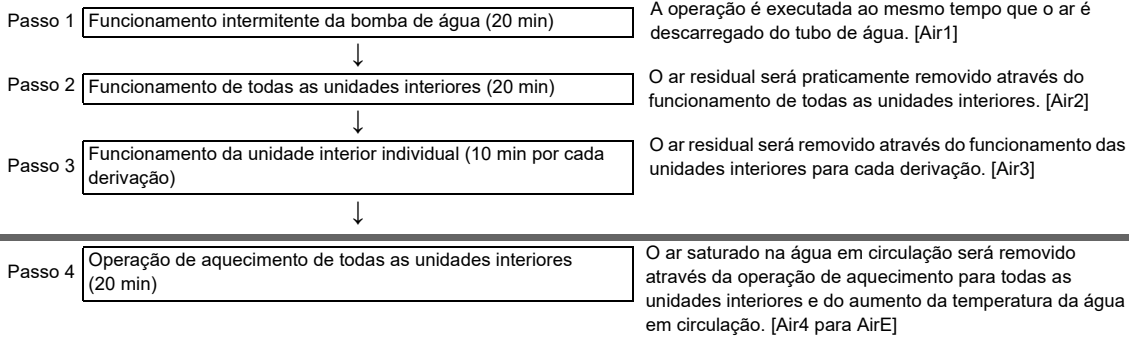 Passo 1
Funcionamento intermitente da bomba de água (20 min)
A operação é executada ao mesmo tempo que o ar é
descarregado do tubo de água. [Air1]
↓
Passo 2
Funcionamento de todas as unidades interiores (20 min)
O ar residual será praticamente removido através do
funcionamento de todas as unidades interiores. [Air2]
↓
Passo 3
Funcionamento da unidade interior individual (10 min por cada
derivação)
O ar residual será removido através do funcionamento das
unidades interiores para cada derivação. [Air3]
↓
Passo 4
Operação de aquecimento de todas as unidades interiores
(20 min)
O ar saturado na água em circulação será removido
através da operação de aquecimento para todas as
unidades interiores e do aumento da temperatura da água
em circulação. [Air4 para AirE]